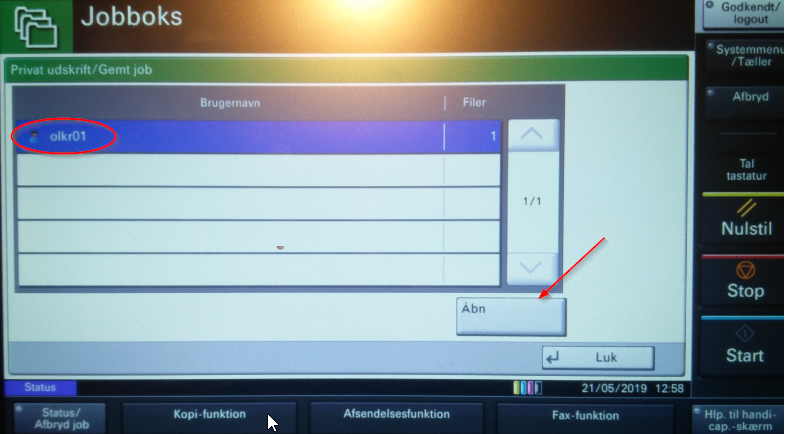 Jobboks
Godkendt/
logout
Systemmenu
/Tæller
Privat udskrift/Gemt job
Afbryd
Brugernavn
Filer
olkr01
1
Tal
tastatur
1/1
Nulstil
Åbn
Stop
Luk
Start
Status
21/05/2019 12:58
Status/
Afbryd job
Kopi-funktion
Afsendelsesfunktion
Fax-funktion
Hlp. til handi-
cap.-skærm